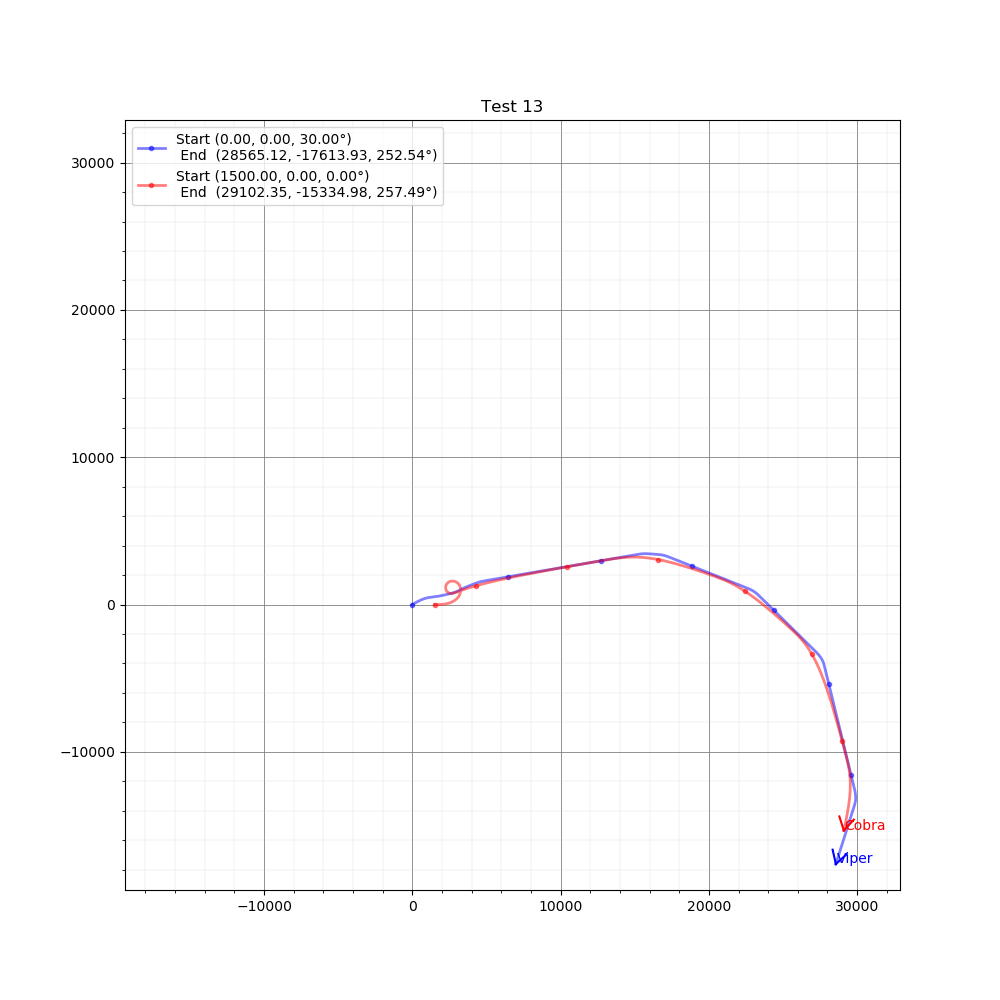 Test 13
Start (0.00, 0.00, 30.00°)
End  (28565.12, -17613.93, 252.54°)
Start (1500.00, 0.00, 0.00°)
End  (29102.35, -15334.98, 257.49°)
30000
20000
10000
0
−10000
Cobra
Viper
−10000
0
10000
20000
30000